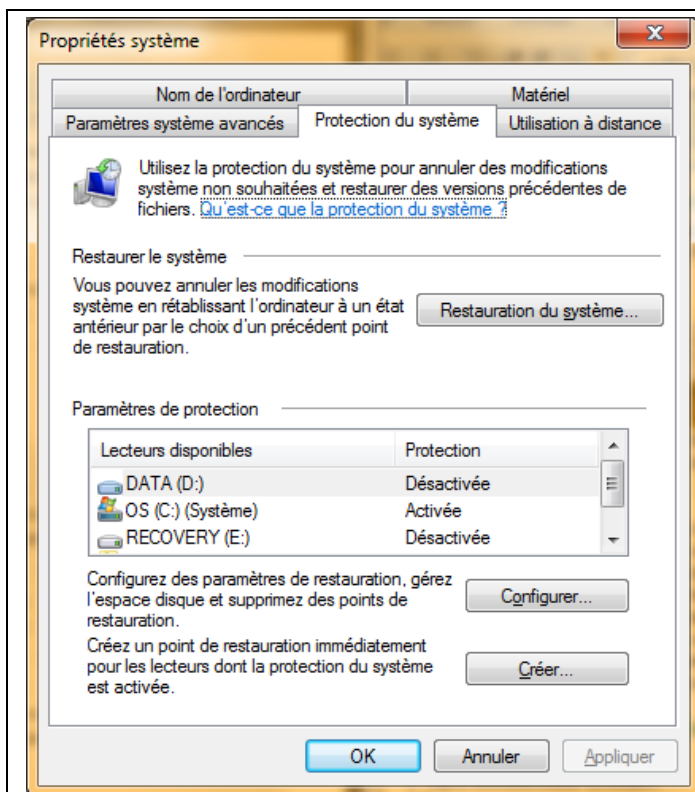 Propriétés système
Nom de l'ordinateur Matériel
Paramètres système avancés Protection du système Utilisation à distance
Utilisez la protection du système pour annuler des modifications
système non souhaitées et restaurer des versions précédentes de
fichiers. Qu'est-ce que la protection du système ?
Restaurer le système
Vous pouvez annuler les modifications
système en rétablissant l'ordinateur à un état
antérieur par le choix d'un précédent point
de restauration.
Restauration du système...
Paramètres de protection
Lecteurs disponibles Protection
DATA (D:) Désactivée
OS (C:) (Système) Activée
RECOVERY (E:) Désactivée
Configurez des paramètres de restauration, gérez
l'espace disque et supprimez des points de
restauration.
Configurer...
Créez un point de restauration immédiatement
pour les lecteurs dont la protection du système
est activée.
Créer...
OK Annuler Appliquer